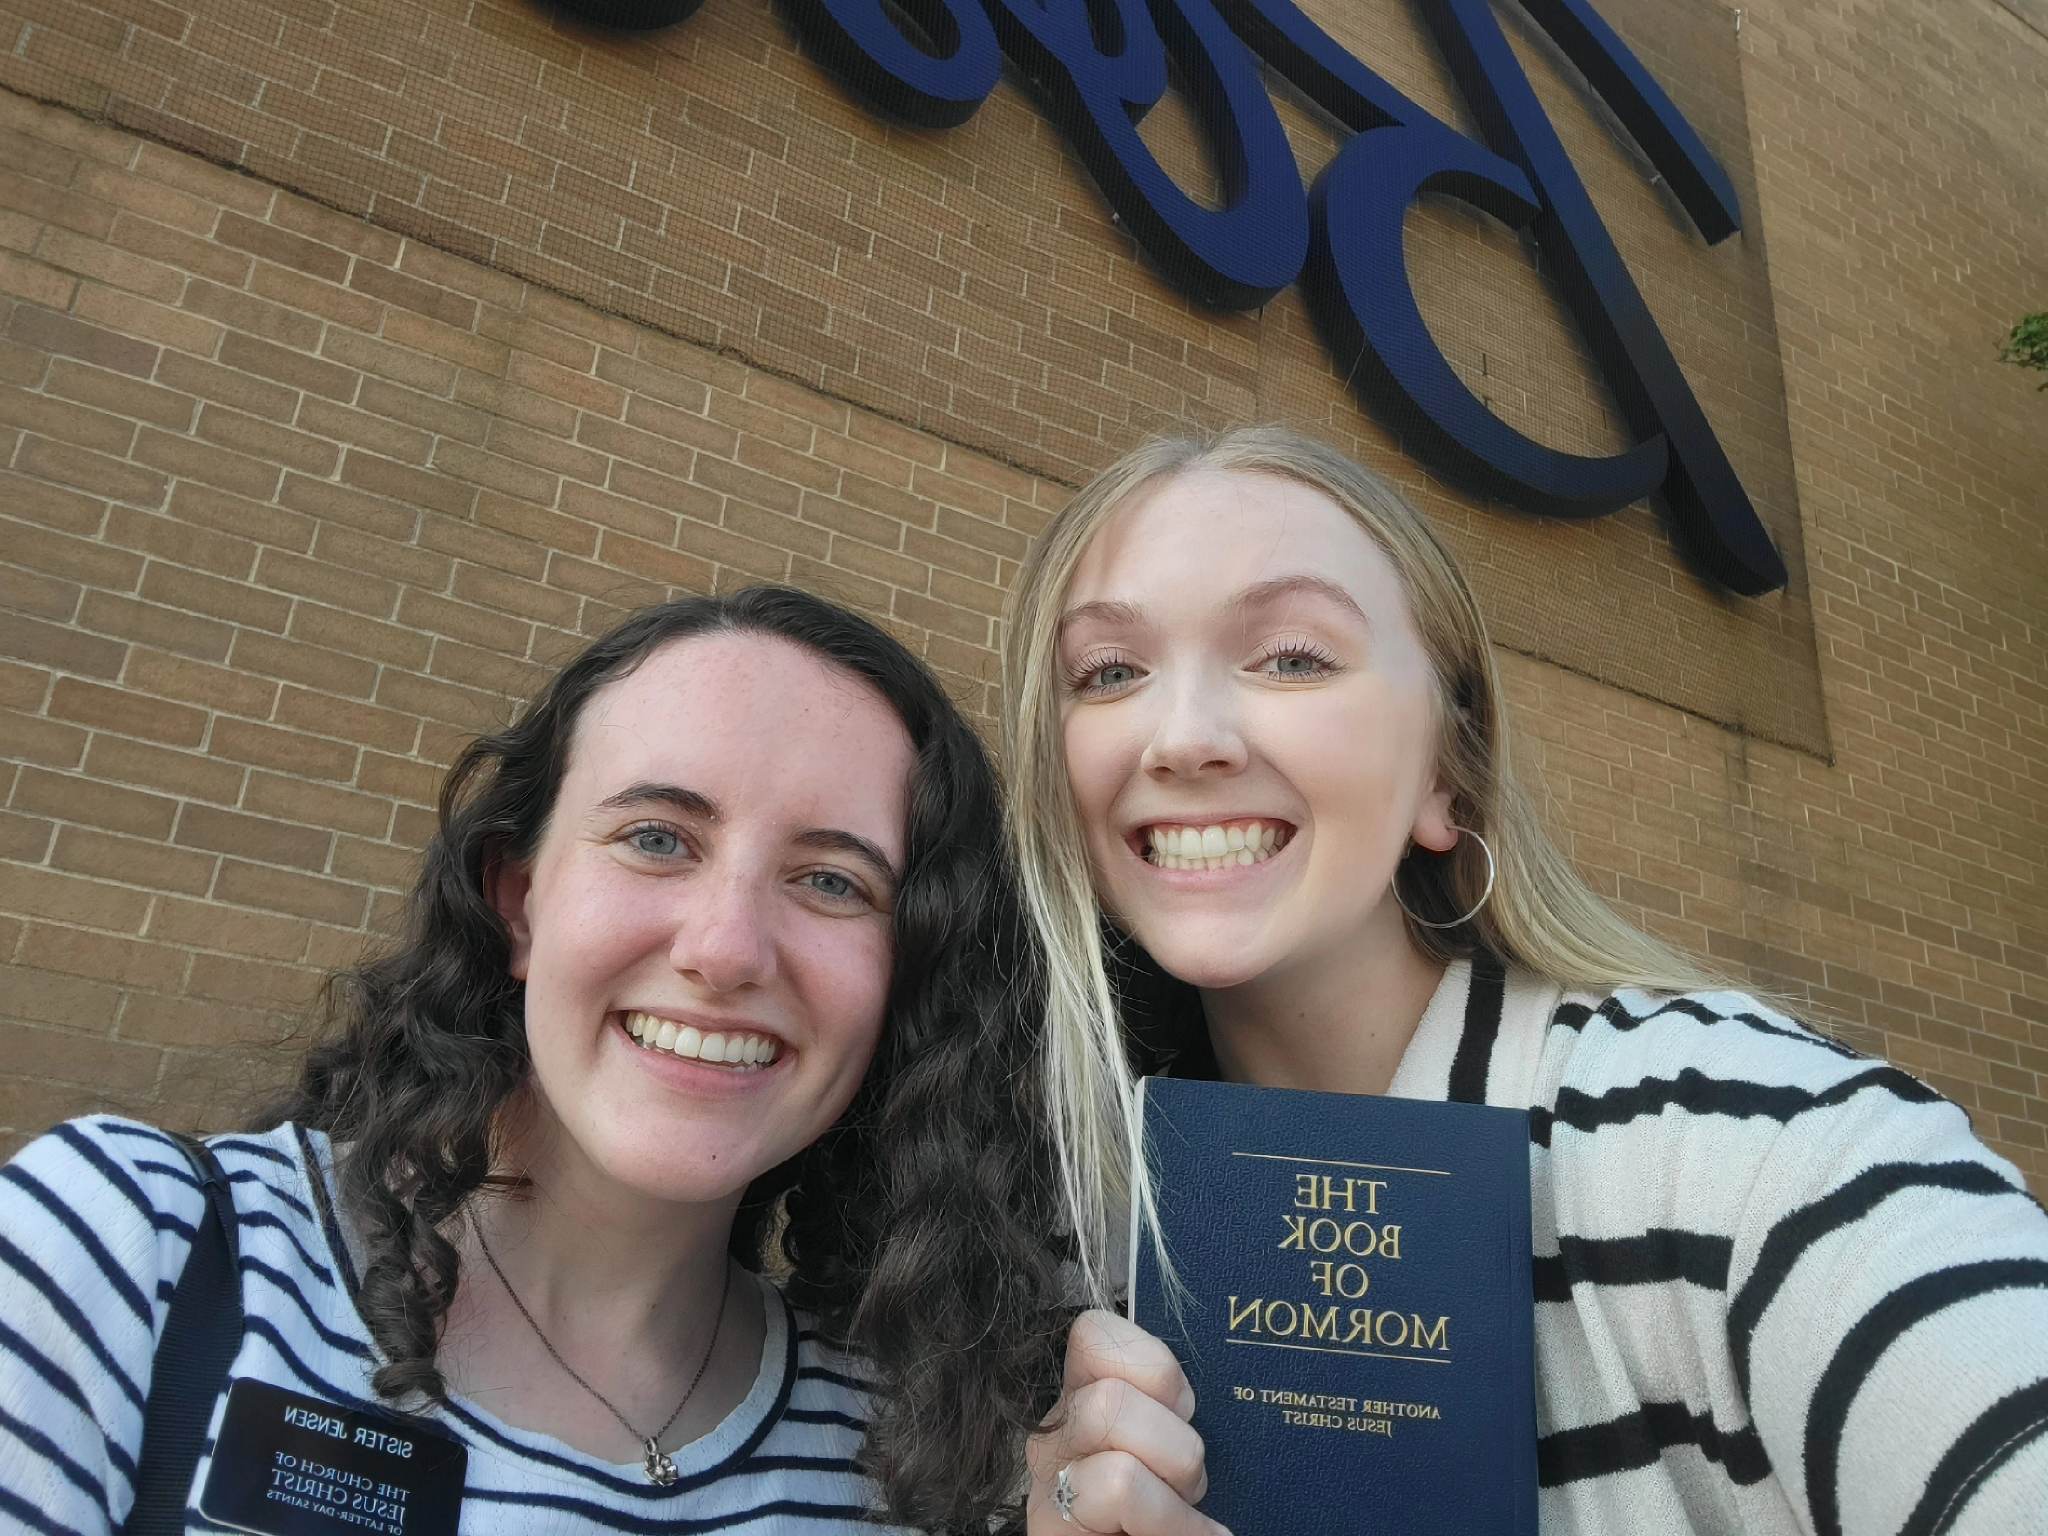 THE
BOOK
OF
MORMON
ANOTHER TESTAMENT OF
JESUS CHRIST
SISTER JENSEN
THE CHURCH OF
JESUS CHRIST
OF LATTER-DAY SAINTS